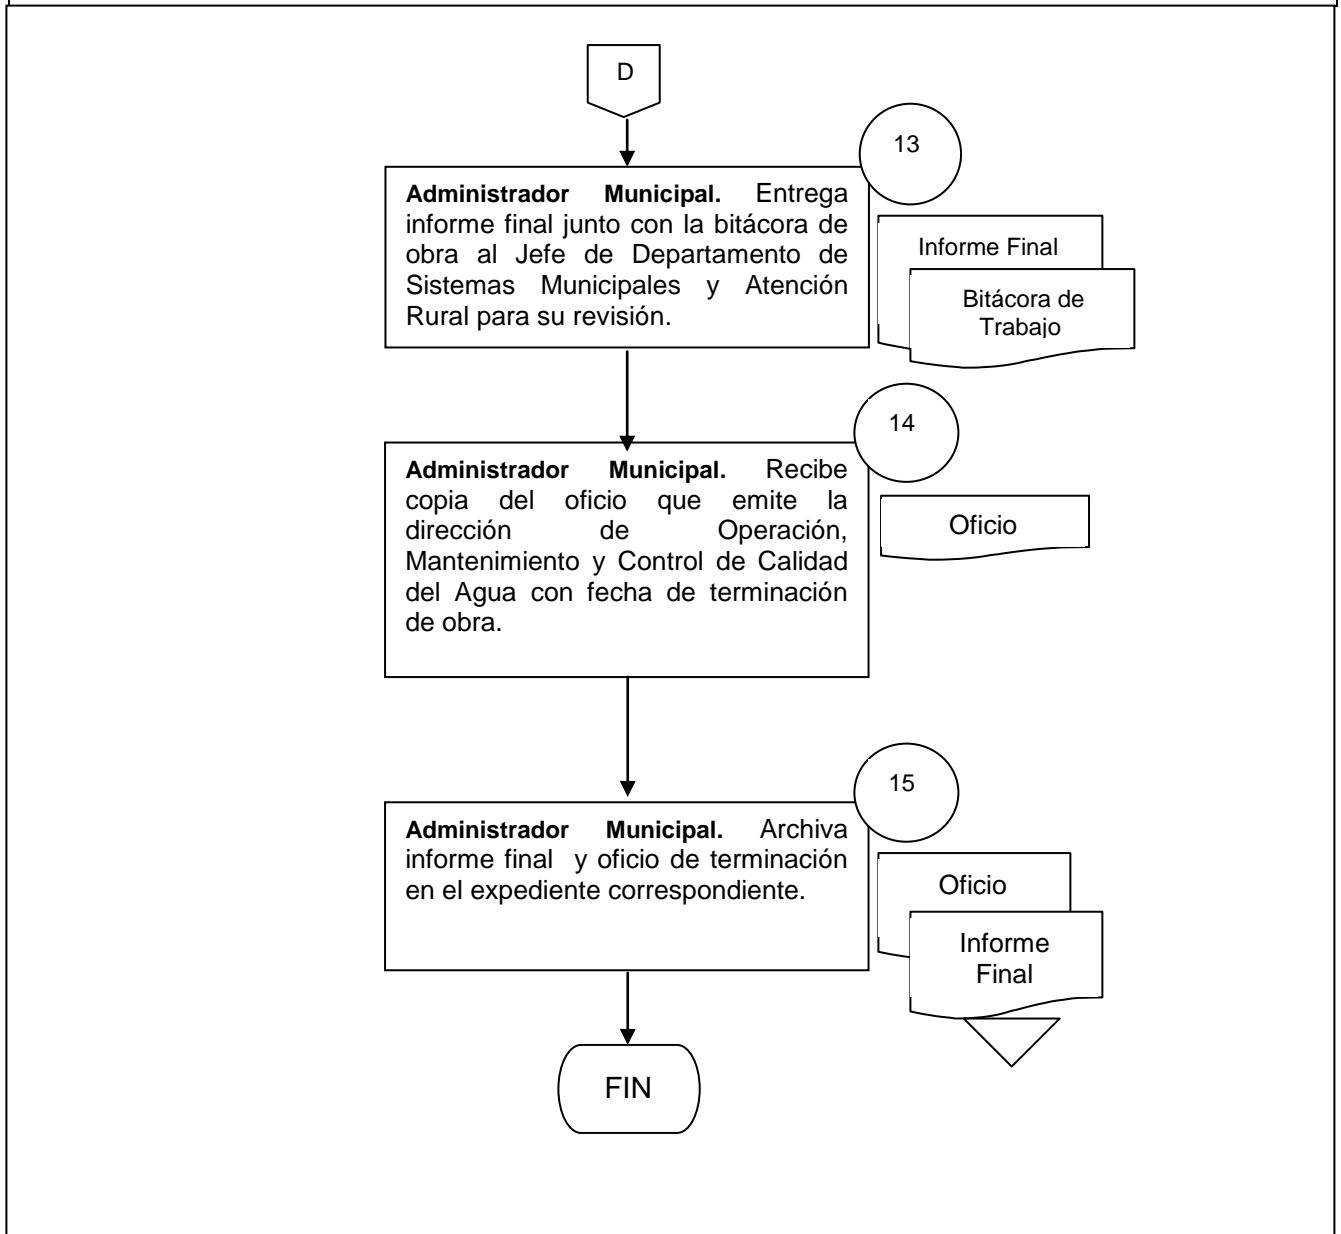 D
13
Administrador Municipal. Entrega
informe final junto con la bitácora de
obra al Jefe de Departamento de
Sistemas Municipales y Atención
Rural para su revisión.
Informe Final
Bitácora de
Trabajo
14
Administrador Municipal. Recibe
copia del oficio que emite la
dirección de Operación,
Mantenimiento y Control de Calidad
del Agua con fecha de terminación
de obra.
Oficio
15
Administrador Municipal. Archiva
informe final y oficio de terminación
en el expediente correspondiente.
Oficio
Informe
Final
FIN